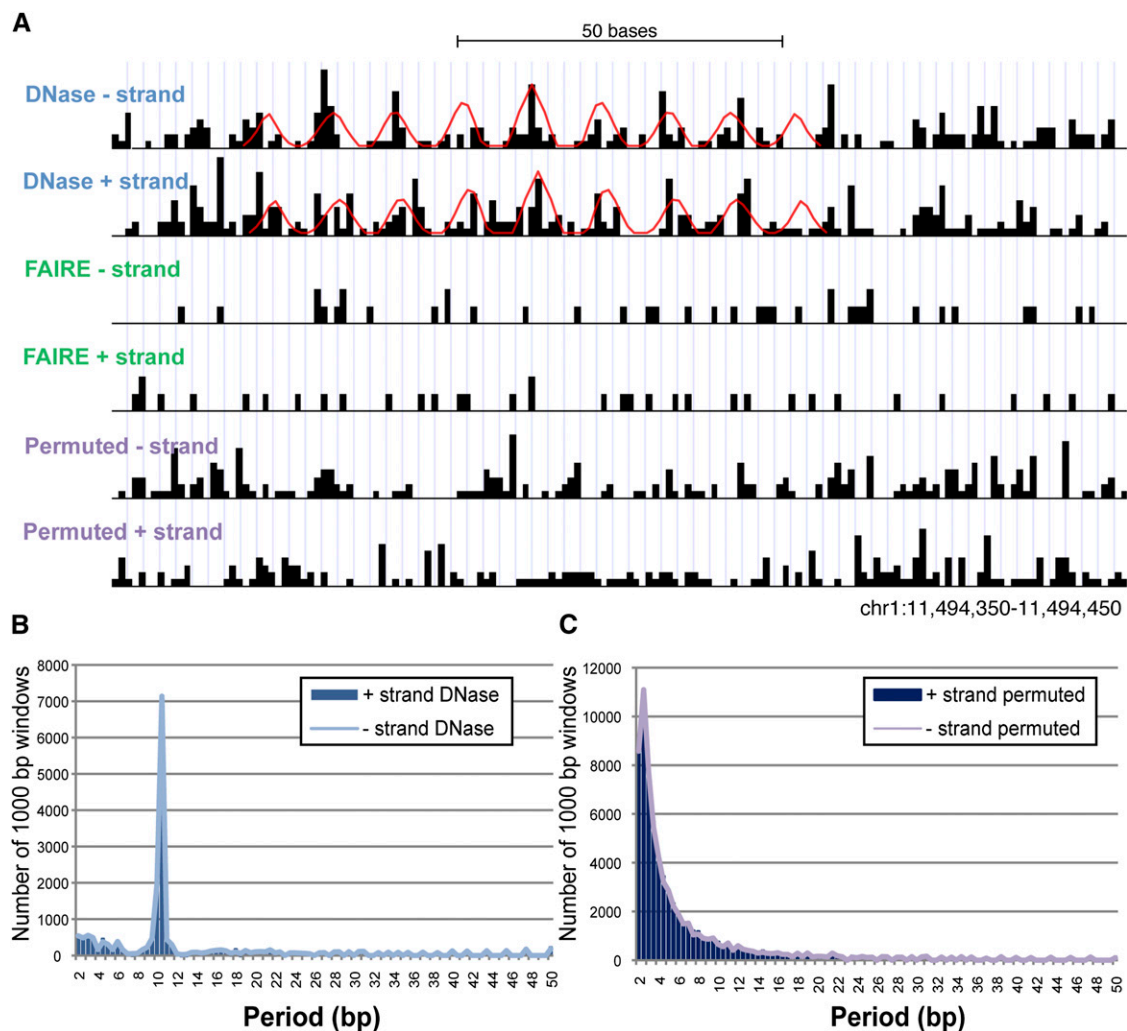 A
50 bases
DNase - strand
DNase + strand
FAIRE - strand
FAIRE + strand
Permuted - strand
Permuted + strand
chr1:11,494,350-11,494,450
B
Number of 1000 bp windows
8000
7000
6000
5000
4000
3000
2000
1000
0
+ strand DNase
- strand DNase
2 4 6 8 10 12 14 16 18 20 22 24 26 28 30 32 34 36 38 40 42 44 46 48 50
Period (bp)
C
Number of 1000 bp windows
12000
10000
8000
6000
4000
2000
0
+ strand permuted
- strand permuted
2 4 6 8 10 12 14 16 18 20 22 24 26 28 30 32 34 36 38 40 42 44 46 48 50
Period (bp)